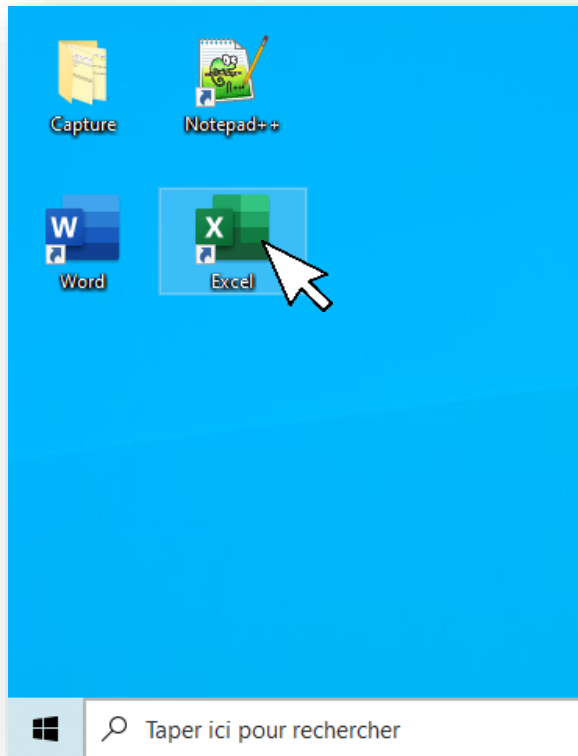 Capture
Notepad++
W
Word
X
Excel
Taper ici pour rechercher